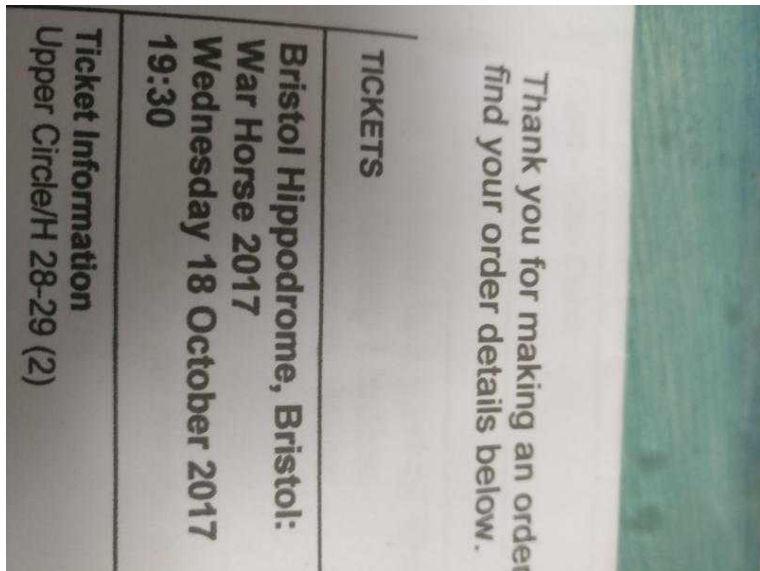 Thank you for making an order
find your order details below.
TICKETS
Bristol Hippodrome, Bristol:
War Horse 2017
Wednesday 18 October 2017
19:30
Ticket Information
Upper Circle/H 28-29 (2)